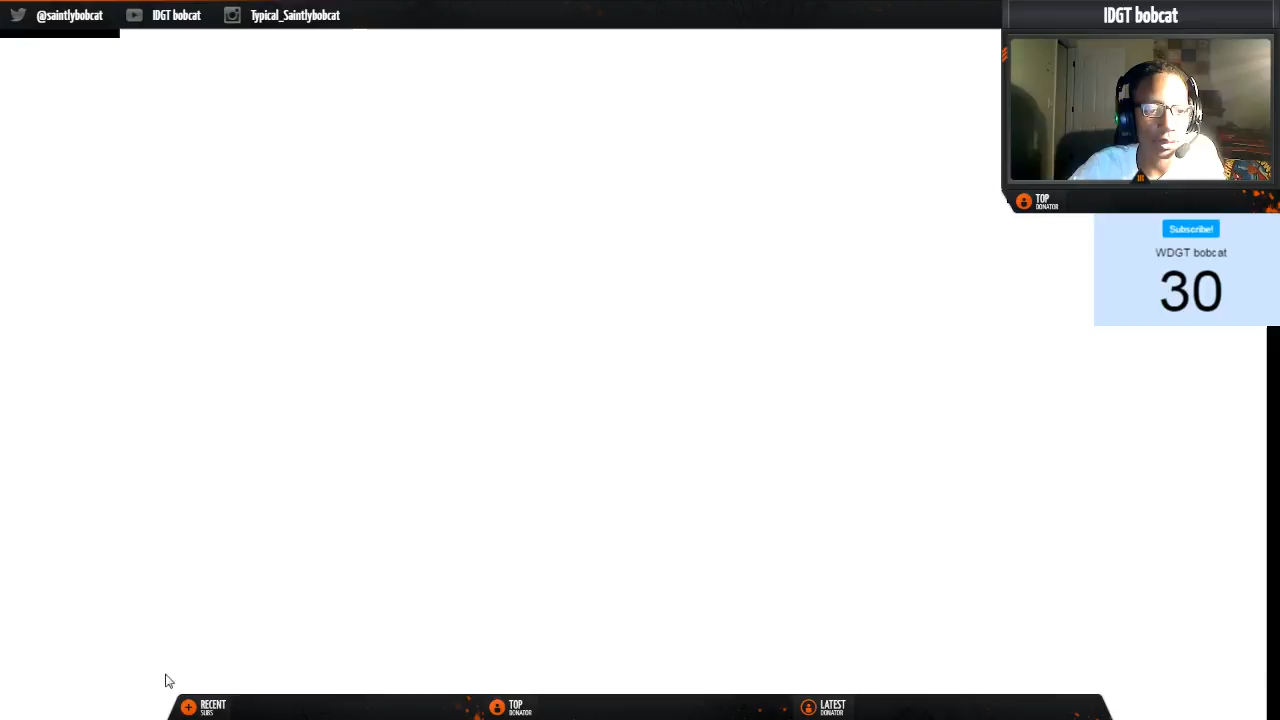 @saintlybobcat IDGT bobcat Typical_Saintlybobcat
IDGT bobcat
TOP
DONATOR
Subscribe!
WDGT bobcat
30
RECENT
SUBS
TOP
DONATOR
LATEST
DONATOR